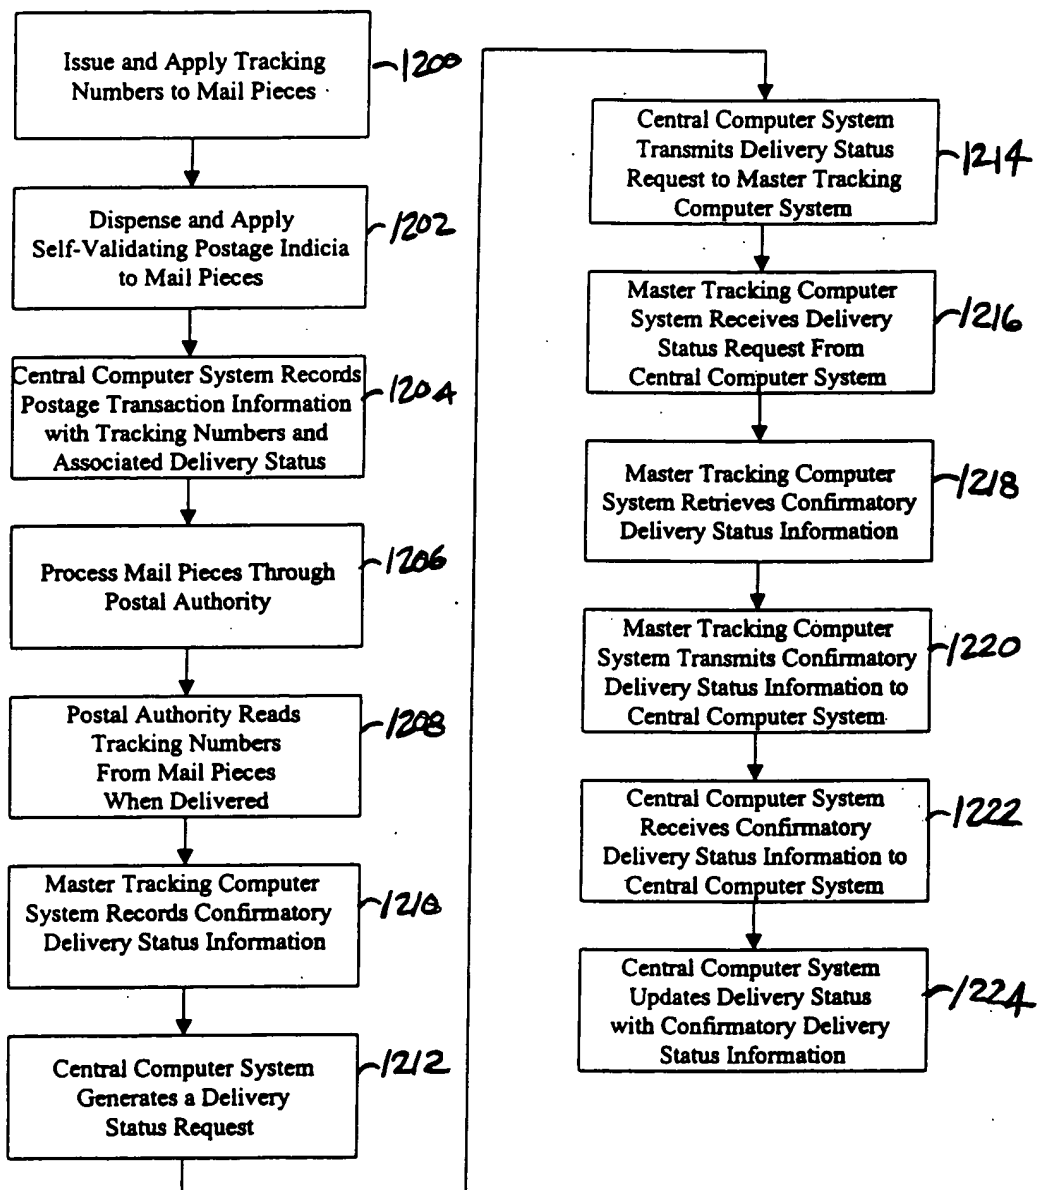 Issue and Apply Tracking
Numbers to Mail Pieces
1200
Dispense and Apply
Self-Validating Postage Indicia
to Mail Pieces
1202
Central Computer System Records
Postage Transaction Information
with Tracking Numbers and
Associated Delivery Status
1204
Process Mail Pieces Through
Postal Authority
1206
Postal Authority Reads
Tracking Numbers
From Mail Pieces
When Delivered
1208
Master Tracking Computer
System Records Confirmatory
Delivery Status Information
1210
Central Computer System
Generates a Delivery
Status Request
1212
Central Computer System
Transmits Delivery Status
Request to Master Tracking
Computer System
1214
Master Tracking Computer
System Receives Delivery
Status Request From
Central Computer System
1216
Master Tracking Computer
System Retrieves Confirmatory
Delivery Status Information
1218
Master Tracking Computer
System Transmits Confirmatory
Delivery Status Information to
Central Computer System
1220
Central Computer System
Receives Confirmatory
Delivery Status Information to
Central Computer System
1222
Central Computer System
Updates Delivery Status
with Confirmatory Delivery
Status Information
1224